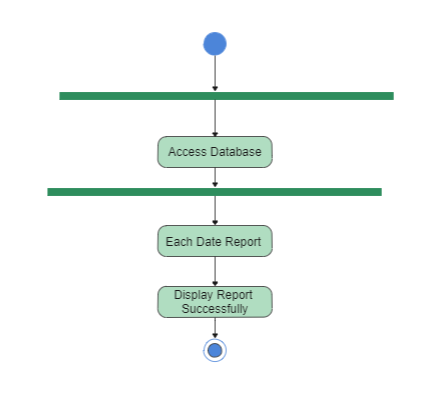 Access Database
Each Date Report
Display Report
Successfully